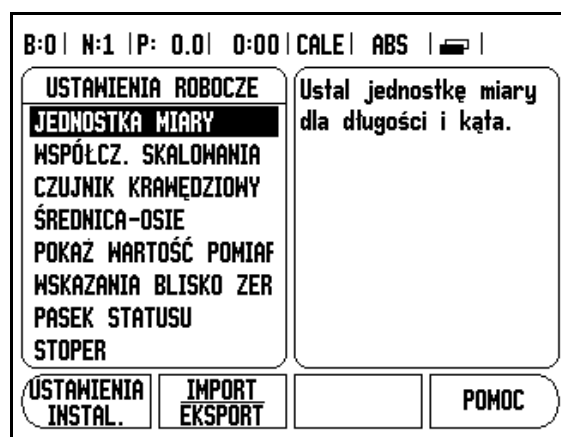 B:0 | N:1 | P: 0.0 | 0:00 | CALE | ABS | |
USTAWIENIA ROBOCZE
JEDNOSTKA MIARY
WSPÓŁCZ. SKALOWANIA
CZUJNIK KRAWĘDZIOWY
ŚREDNICA-OSIE
POKAŻ WARTOŚĆ POMIAR
WSKAZANIA BLISKO ZER
PASEK STATUSU
STOPER
Ustal jednostkę miary
dla długości i kąta.
USTAWIENIA
INSTAL.
IMPORT
EKSPORT
POMOC